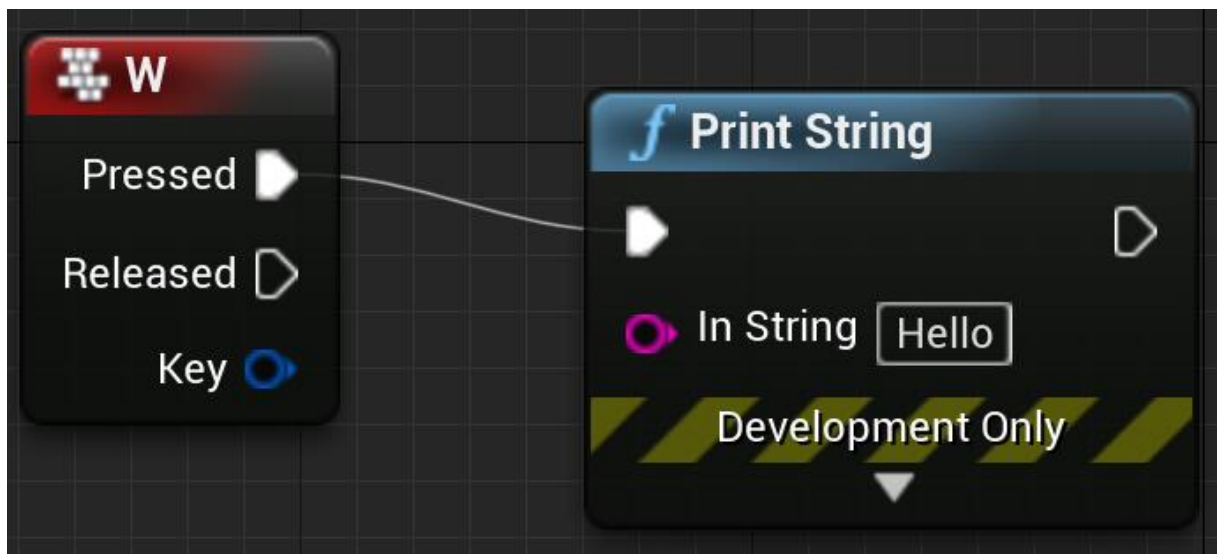 W
Pressed
Released
Key
Print String
In String Hello
Development Only